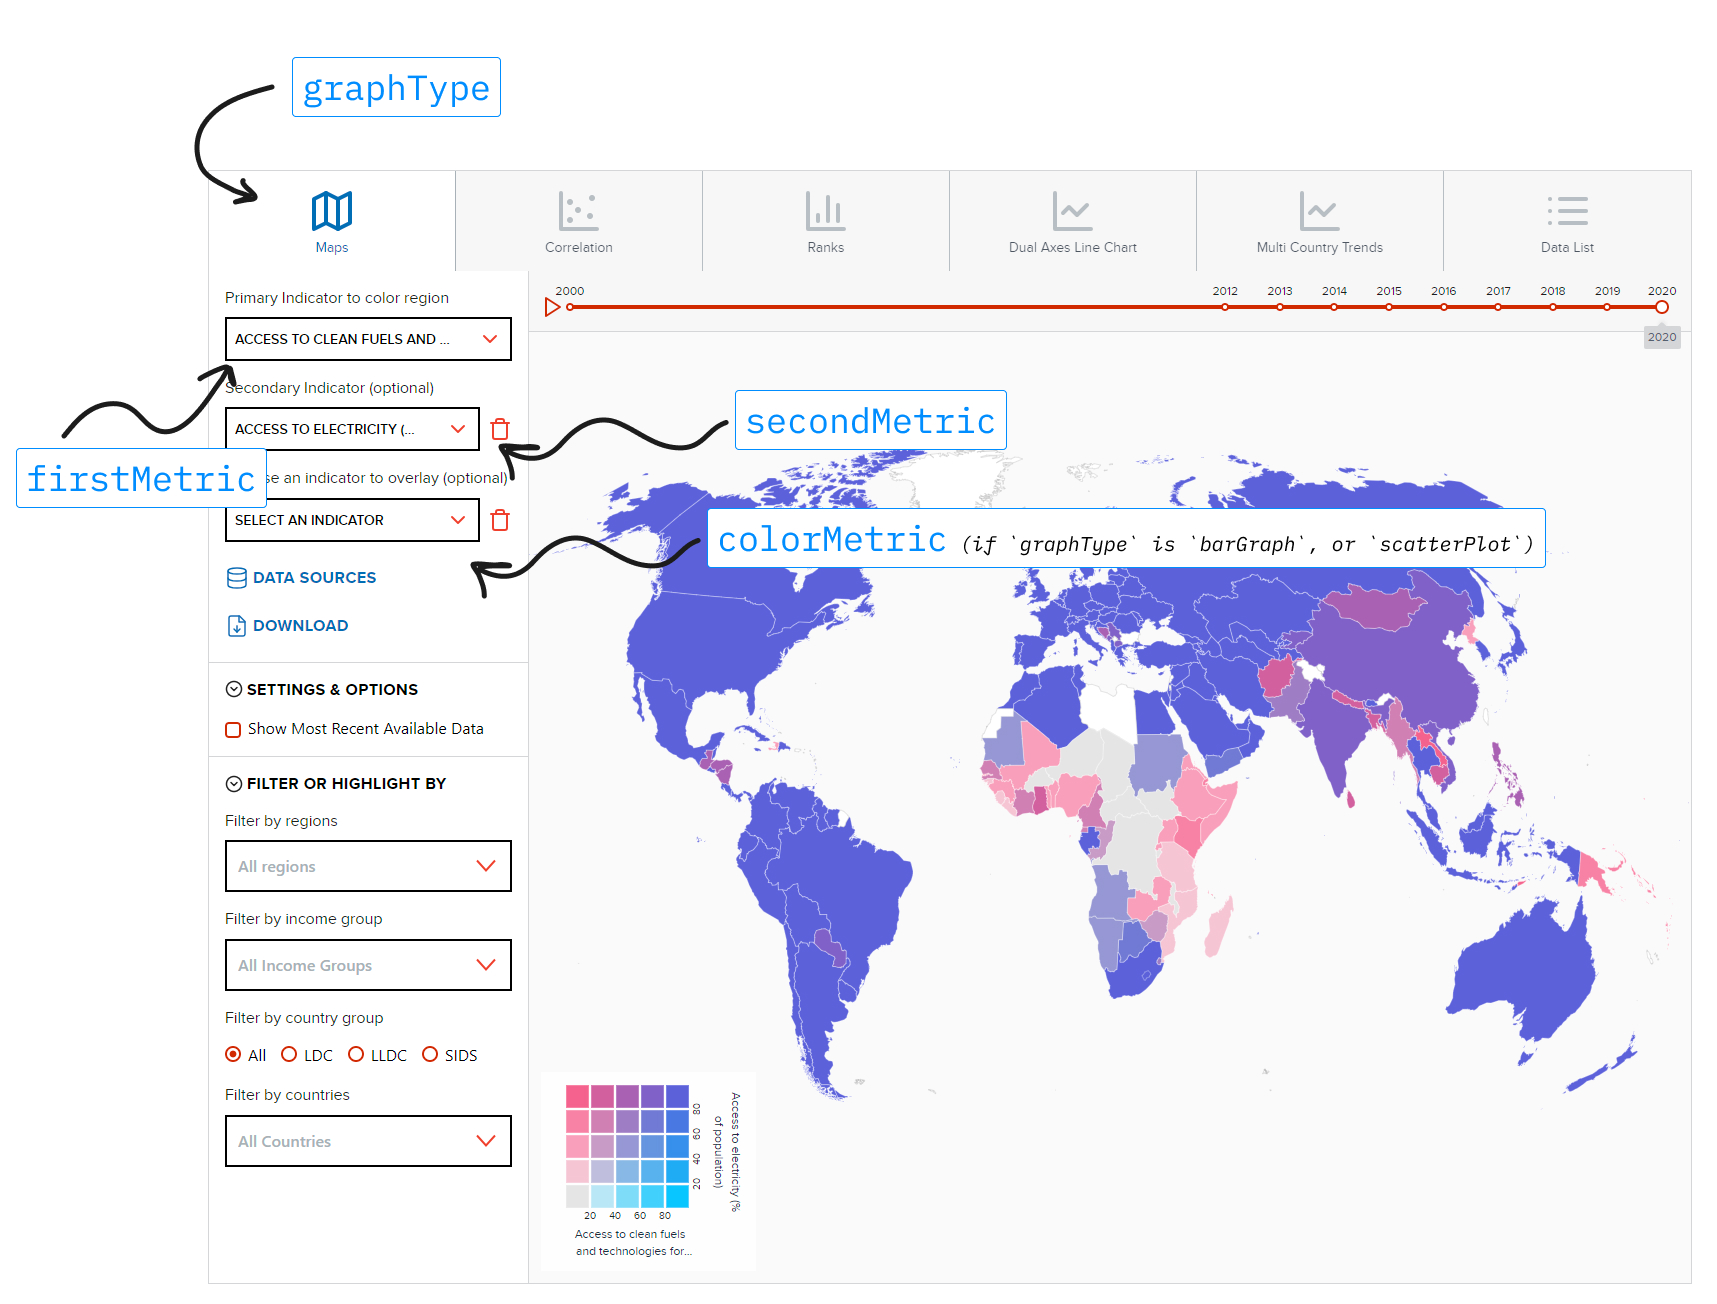 graphType
Maps
Correlation
Ranks
Dual Axes Line Chart
Multi Country Trends
Data List
Primary Indicator to color region
ACCESS TO CLEAN FUELS AND ...
Secondary Indicator (optional)
ACCESS TO ELECTRICITY (...
firstMetric
se an indicator to overlay (optional)
SELECT AN INDICATOR
DATA SOURCES
DOWNLOAD
SETTINGS & OPTIONS
Show Most Recent Available Data
FILTER OR HIGHLIGHT BY
Filter by regions
All regions
Filter by income group
All Income Groups
Filter by country group
All LDC LLDC SIDS
Filter by countries
All Countries
2000 2012 2013 2014 2015 2016 2017 2018 2019 2020
2020
secondMetric
colorMetric (if `graphType` is `barGraph`, or `scatterPlot`)
80
60
40
20
Access to electricity (%
of population)
20 40 60 80
Access to clean fuels
and technologies for...